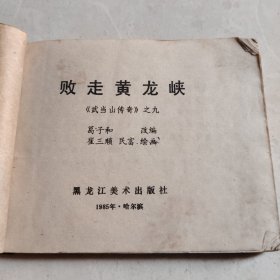 败走黄龙峡
《武当山传奇》之九
葛子和 改编
崔三顺 民富 绘画
黑龙江美术出版社
1985年·哈尔滨